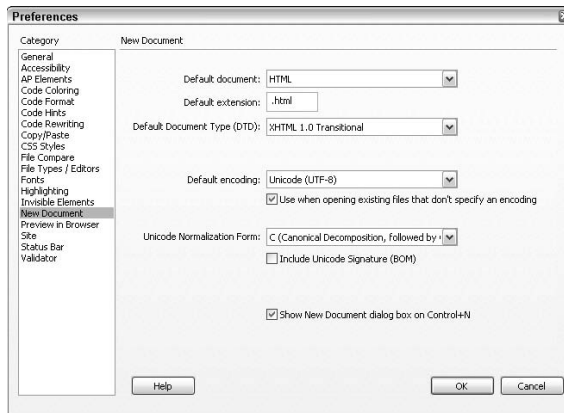 Preferences
Category
New Document
General
Accessibility
AP Elements
Code Coloring
Code Format
Code Hints
Code Rewriting
Copy/Paste
CSS Styles
File Compare
File Types / Editors
Fonts
Highlighting
Invisible Elements
New Document
Preview in Browser
Site
Status Bar
Validator
Default document: HTML
Default extension: .html
Default Document Type (DTD): XHTML 1.0 Transitional
Default encoding: Unicode (UTF-8)
Use when opening existing files that don't specify an encoding
Unicode Normalization Form: C (Canonical Decomposition, followed by
Include Unicode Signature (BOM)
Show New Document dialog box on Control+N
Help
OK
Cancel